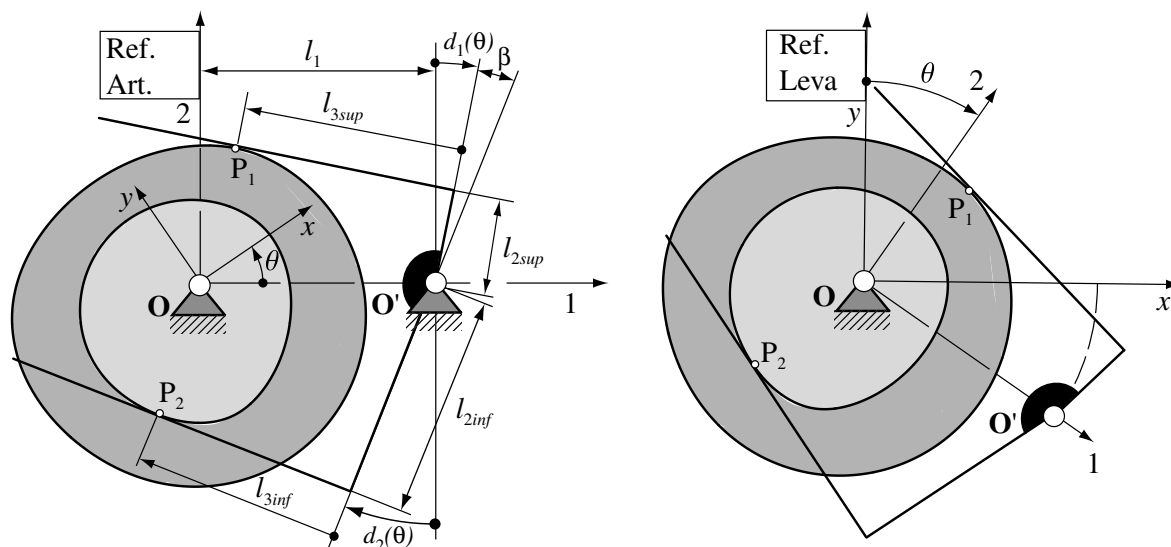 Ref.
Art.
2
l₁
d₁(θ)
β
l₃sup
P₁
y
x
θ
l₂sup
O
O'
1
P₂
l₂inf
l₃inf
d₂(θ)
Ref.
Leva
θ
2
y
P₁
O
x
P₂
O'
1